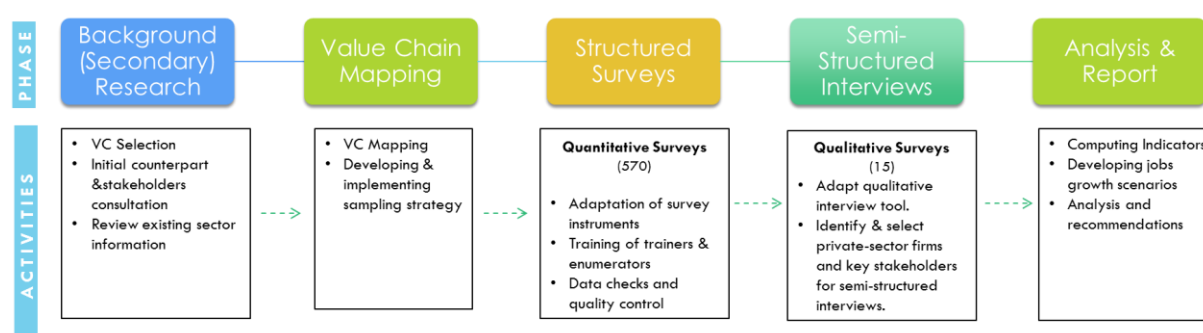 PHASE
Background
(Secondary)
Research
Value Chain
Mapping
Structured
Surveys
Semi-
Structured
Interviews
Analysis &
Report
ACTIVITIES
• VC Selection
• Initial counterpart
&stakeholders
consultation
• Review existing sector
information
• VC Mapping
• Developing &
implementing
sampling strategy
Quantitative Surveys
(570)
• Adaptation of survey
instruments
• Training of trainers &
enumerators
• Data checks and
quality control
Qualitative Surveys
(15)
• Adapt qualitative
interview tool.
• Identify & select
private-sector firms
and key stakeholders
for semi-structured
interviews.
• Computing Indicators
• Developing jobs
growth scenarios
• Analysis and
recommendations